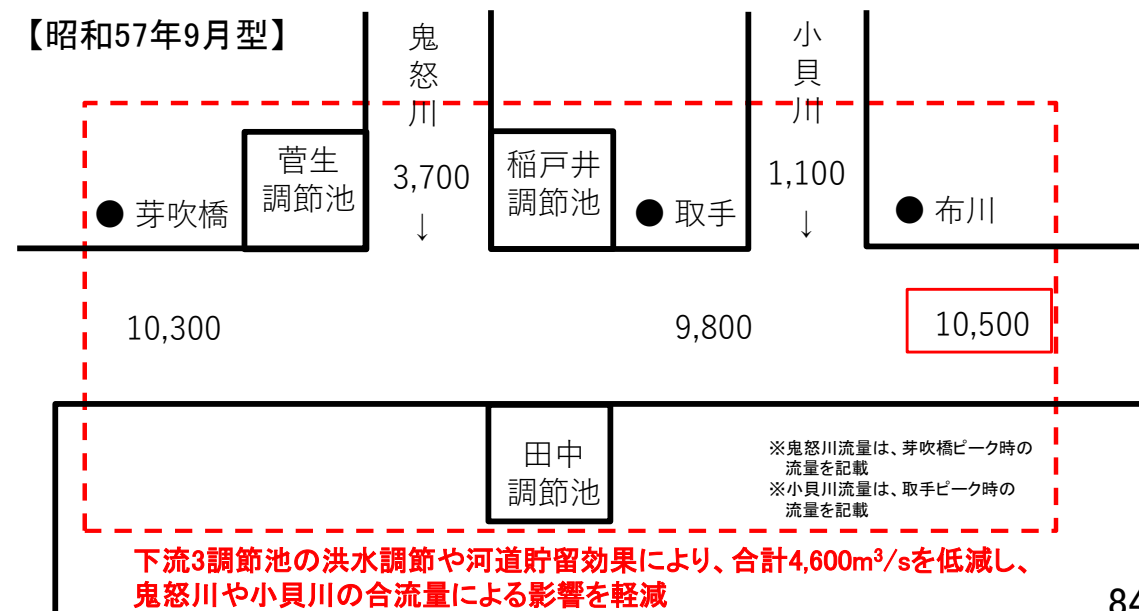 【昭和57年9月型】
鬼怒川
小貝川
菅生
調節池
3,700
↓
稲戸井
調節池
1,100
↓
● 芽吹橋
● 取手
● 布川
10,300
9,800
10,500
田中
調節池
※鬼怒川流量は、芽吹橋ピーク時の
流量を記載
※小貝川流量は、取手ピーク時の
流量を記載
下流3調節池の洪水調節や河道貯留効果により、合計4,600m³/sを低減し、
鬼怒川や小貝川の合流量による影響を軽減
84